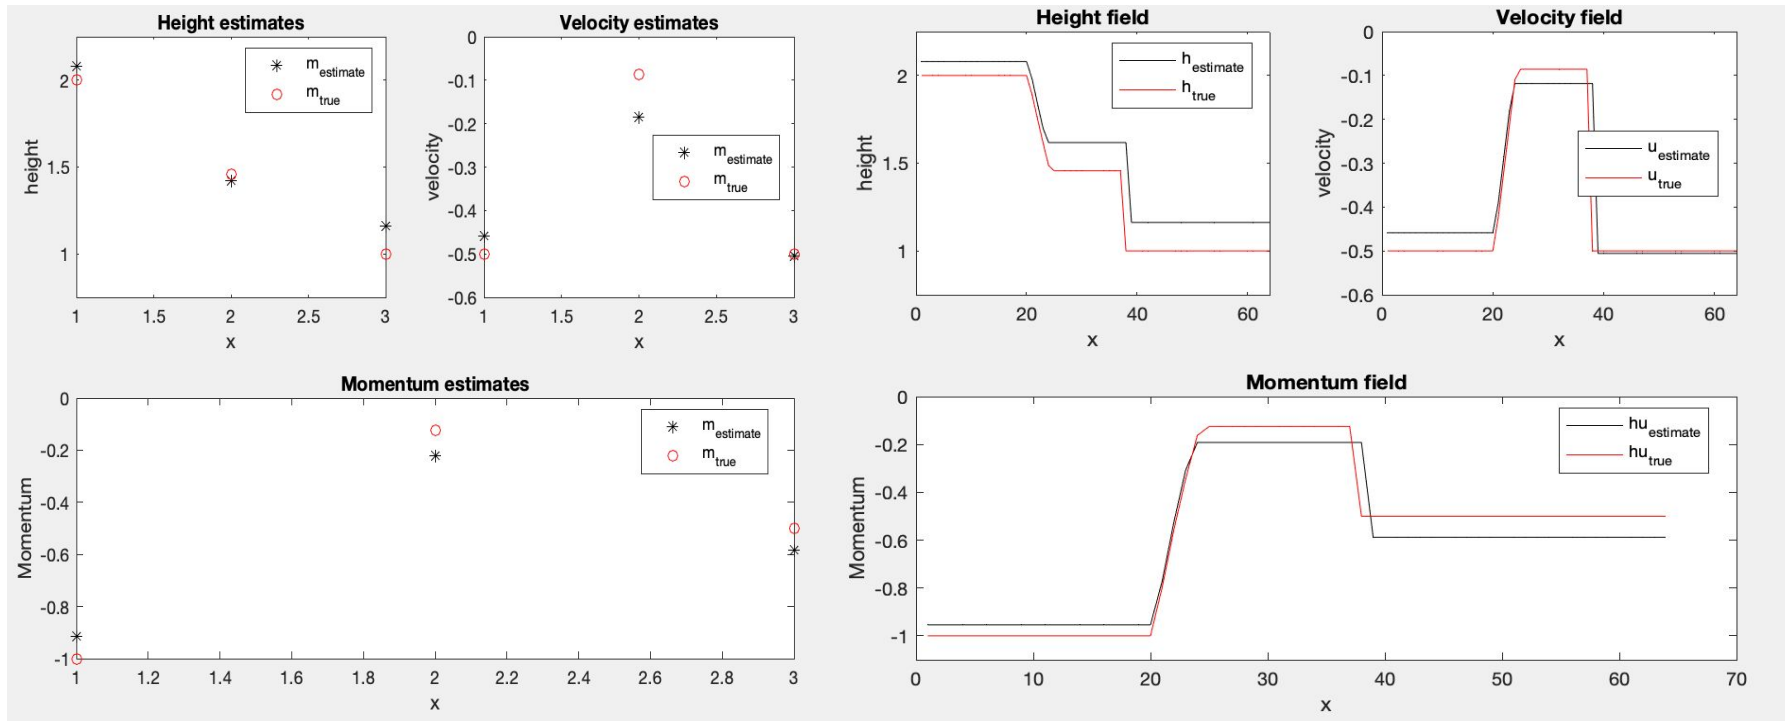 Height estimates
2
1.5
1
height
m_estimate
m_true
1 1.5 2 2.5 3
x
Velocity estimates
0
-0.1
-0.2
-0.3
-0.4
-0.5
-0.6
velocity
m_estimate
m_true
1 1.5 2 2.5 3
x
Height field
2
1.5
1
height
h_estimate
h_true
0 20 40 60
x
Velocity field
0
-0.1
-0.2
-0.3
-0.4
-0.5
-0.6
velocity
u_estimate
u_true
0 20 40 60
x
Momentum estimates
0
-0.2
-0.4
-0.6
-0.8
-1
Momentum
m_estimate
m_true
1 1.2 1.4 1.6 1.8 2 2.2 2.4 2.6 2.8 3
x
Momentum field
0
-0.2
-0.4
-0.6
-0.8
-1
Momentum
hu_estimate
hu_true
0 10 20 30 40 50 60 70
x